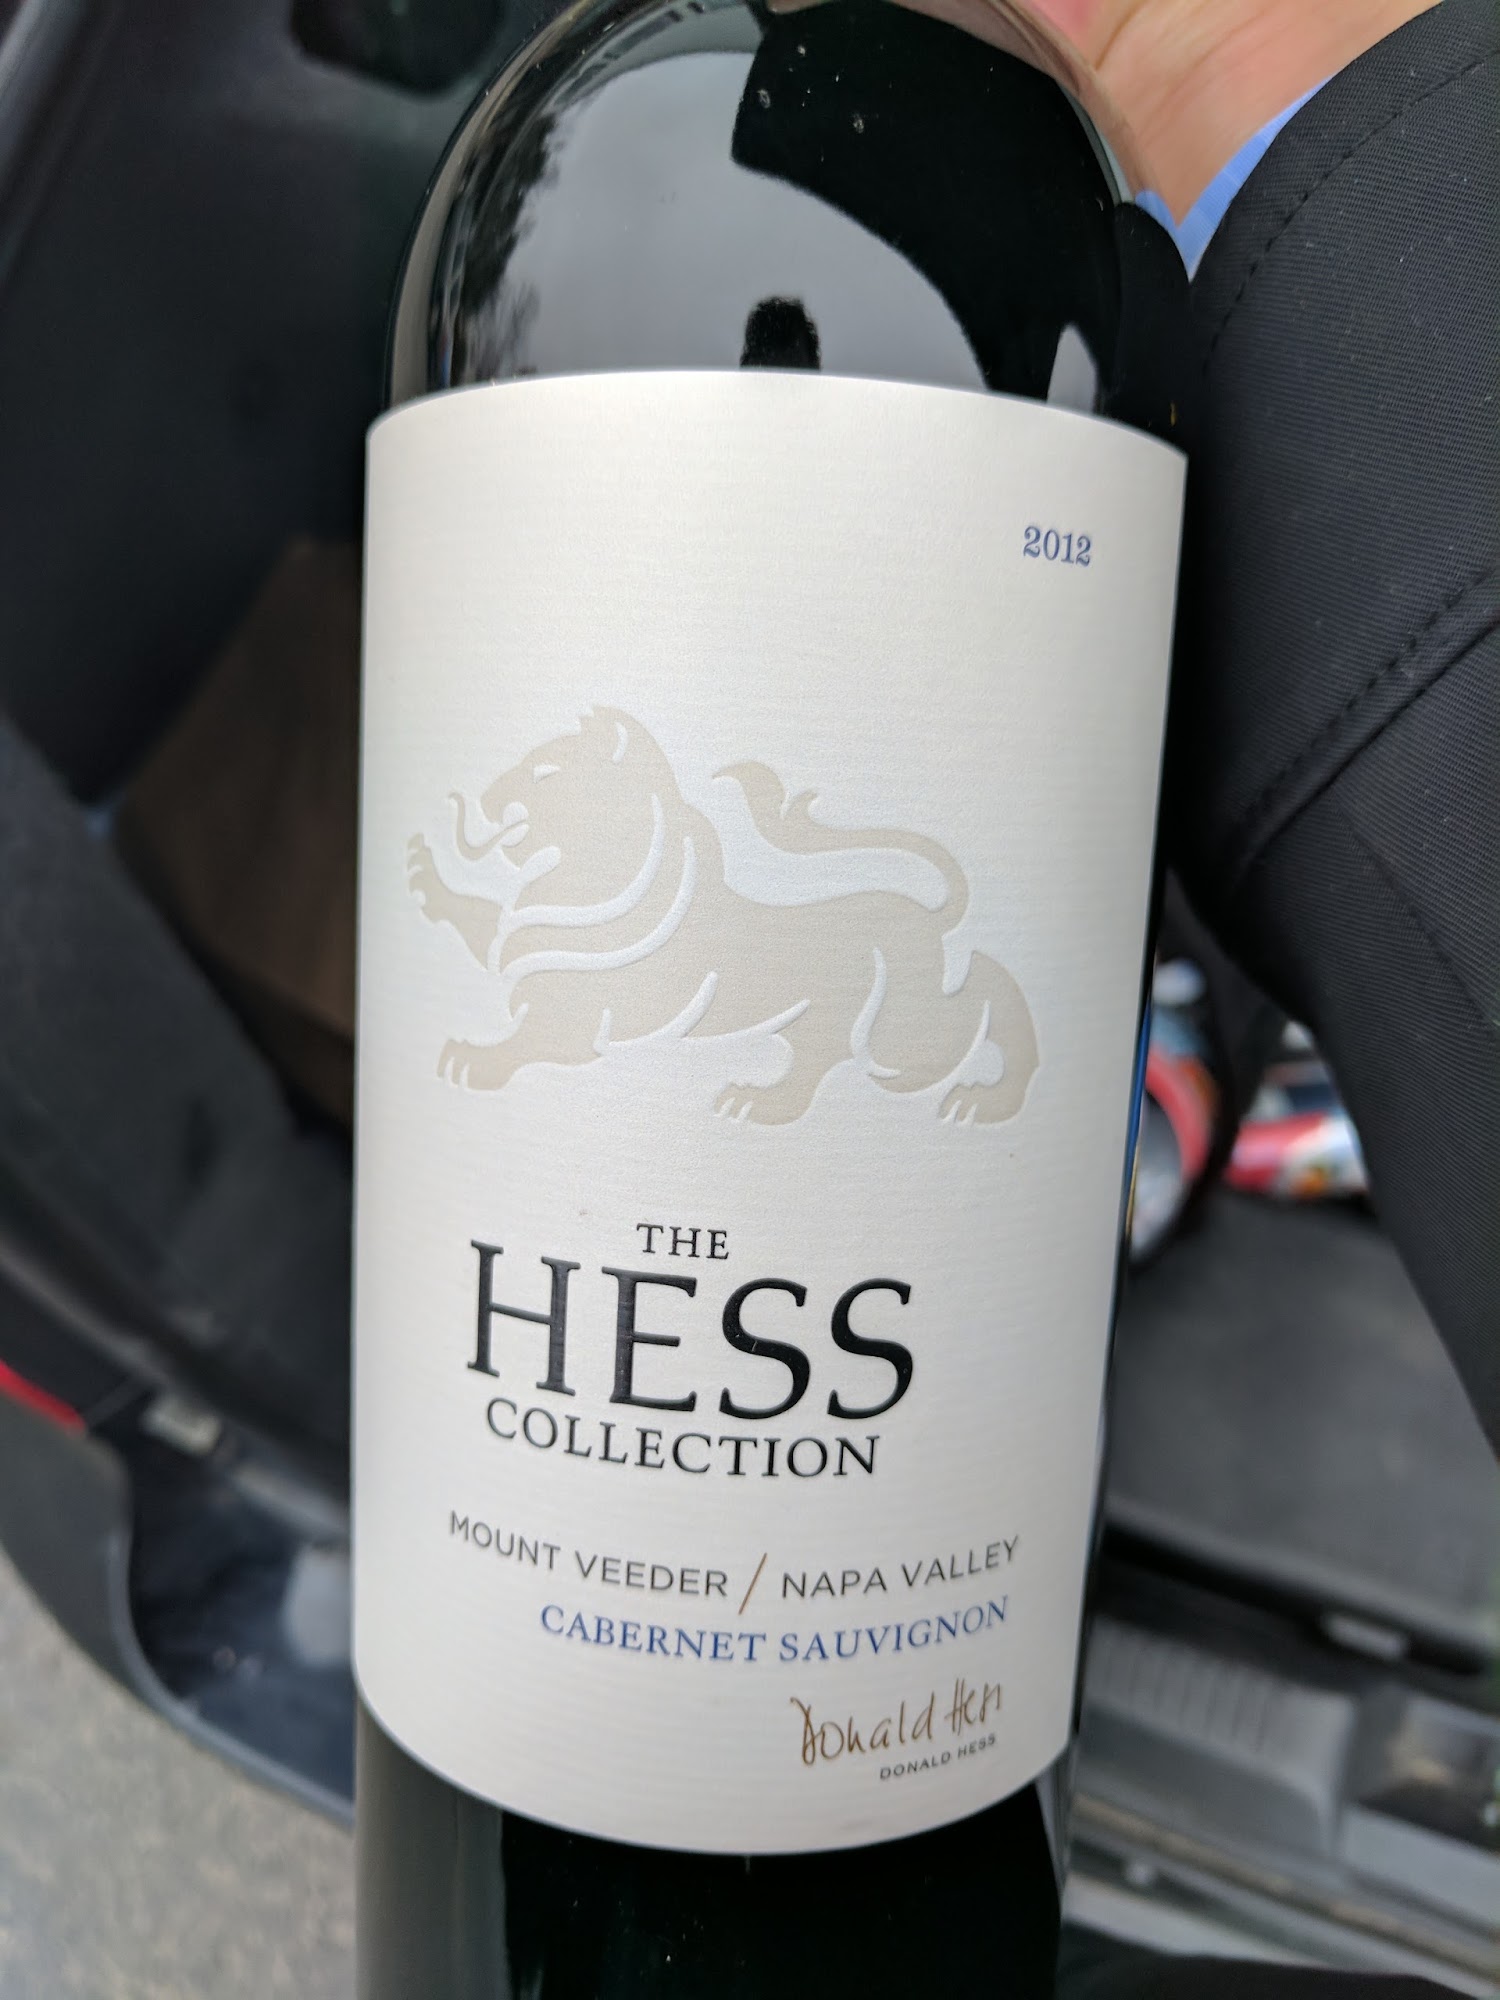 2012
THE
HESS
COLLECTION
MOUNT VEEDER / NAPA VALLEY
CABERNET SAUVIGNON
Donald Hess
DONALD HESS